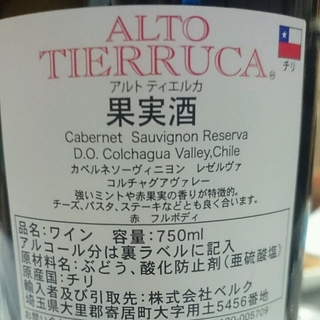 ALTO
TIERRUCA®
チリ
アルト ティエルカ
果実酒
Cabernet Sauvignon Reserva
D.O. Colchagua Valley,Chile
カベルネソーヴィニヨン レゼルヴァ
コルチャグアヴァレー
強いミントや赤果実の香りが特徴的。
チーズ、パスタ、ステーキなどとも良く合います。
赤 フルボディ
品名:ワイン 容量:750ml
アルコール分は裏ラベルに記入
原材料名:ぶどう、酸化防止剤(亜硫酸塩)
原産国:チリ
輸入者及び引取先:株式会社ベルク
埼玉県大里郡寄居町大字用土5456番地